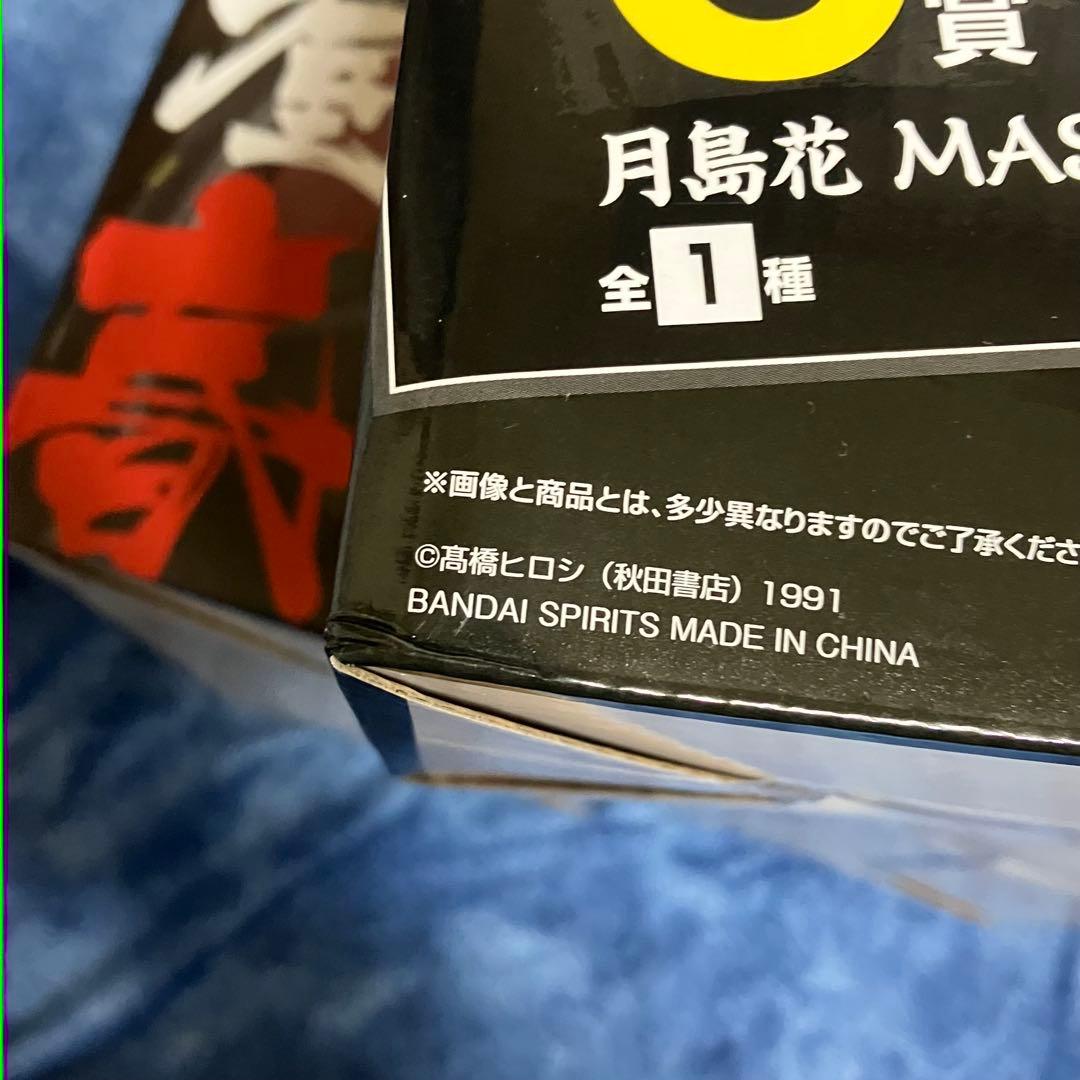 賞
月島花 MAS
全1種
※画像と商品とは、多少異なりますのでご了承くださ
©髙橋ヒロシ（秋田書店）1991
BANDAI SPIRITS MADE IN CHINA